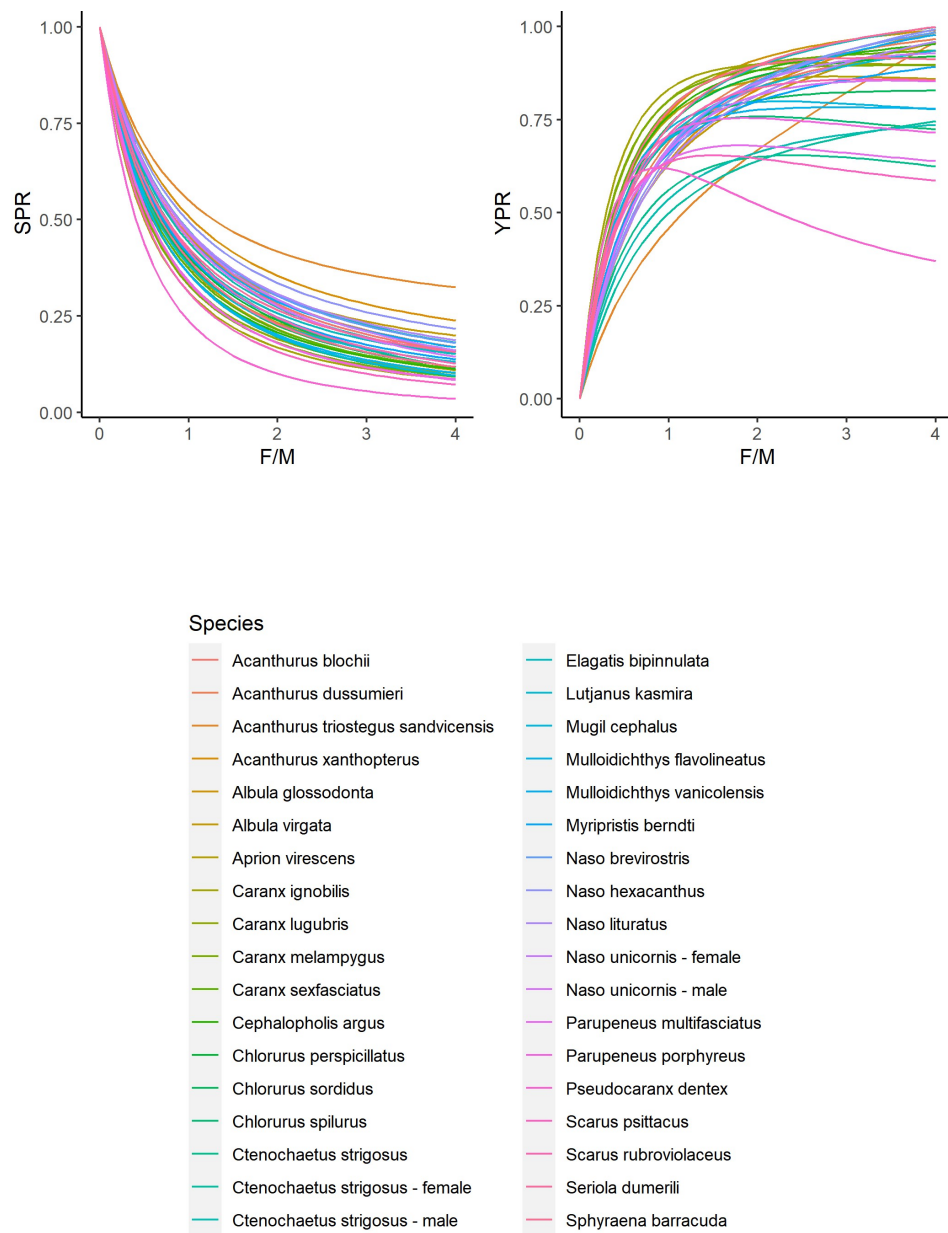 1.00
0.75
0.50
0.25
0.00
SPR
0 1 2 3 4
F/M
1.00
0.75
0.50
0.25
0.00
YPR
0 1 2 3 4
F/M
Species
Acanthurus blochii
Acanthurus dussumieri
Acanthurus triostegus sandvicensis
Acanthurus xanthopterus
Albula glossodonta
Albula virgata
Aprion virescens
Caranx ignobilis
Caranx lugubris
Caranx melampygus
Caranx sexfasciatus
Cephalopholis argus
Chlorurus perspicillatus
Chlorurus sordidus
Chlorurus spilurus
Ctenochaetus strigosus
Ctenochaetus strigosus - female
Ctenochaetus strigosus - male
Elagatis bipinnulata
Lutjanus kasmira
Mugil cephalus
Mulloidichthys flavolineatus
Mulloidichthys vanicolensis
Myripristis berndti
Naso brevirostris
Naso hexacanthus
Naso lituratus
Naso unicornis - female
Naso unicornis - male
Parupeneus multifasciatus
Parupeneus porphyreus
Pseudocaranx dentex
Scarus psittacus
Scarus rubroviolaceus
Seriola dumerili
Sphyraena barracuda